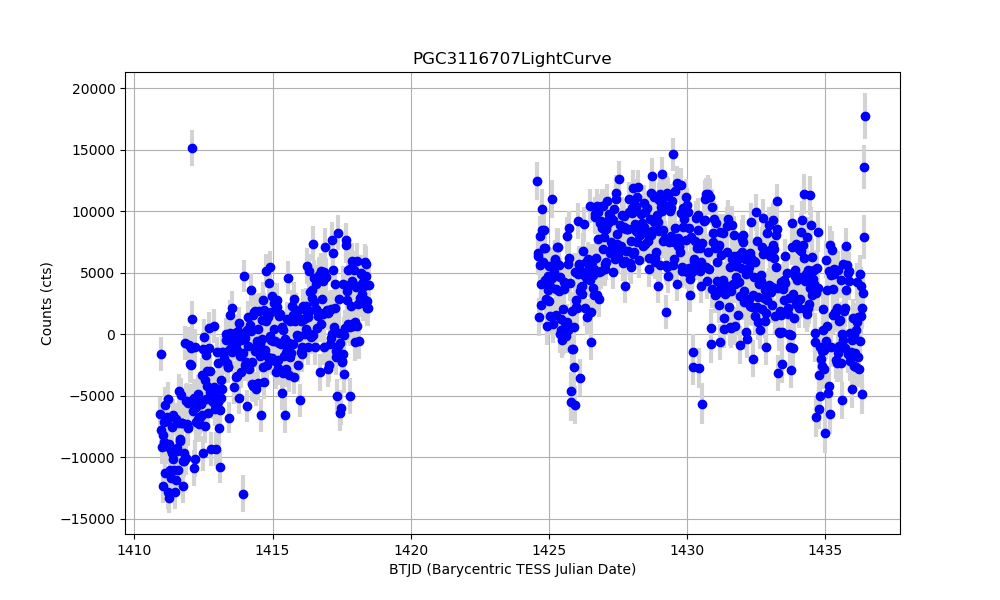 PGC3116707LightCurve
20000
15000
10000
5000
0
−5000
−10000
−15000
Counts (cts)
1410 1415 1420 1425 1430 1435
BTJD (Barycentric TESS Julian Date)